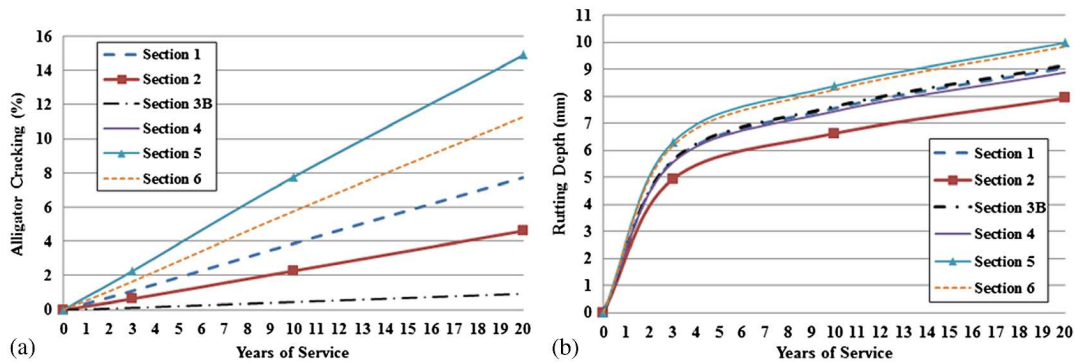 16
14
12
10
8
6
4
2
0
Alligator Cracking (%)
Section 1
Section 2
Section 3B
Section 4
Section 5
Section 6
0 1 2 3 4 5 6 7 8 9 10 11 12 13 14 15 16 17 18 19 20
Years of Service
(a)
11
10
9
8
7
6
5
4
3
2
1
0
Rutting Depth (mm)
Section 1
Section 2
Section 3B
Section 4
Section 5
Section 6
0 1 2 3 4 5 6 7 8 9 10 11 12 13 14 15 16 17 18 19 20
Years of Service
(b)